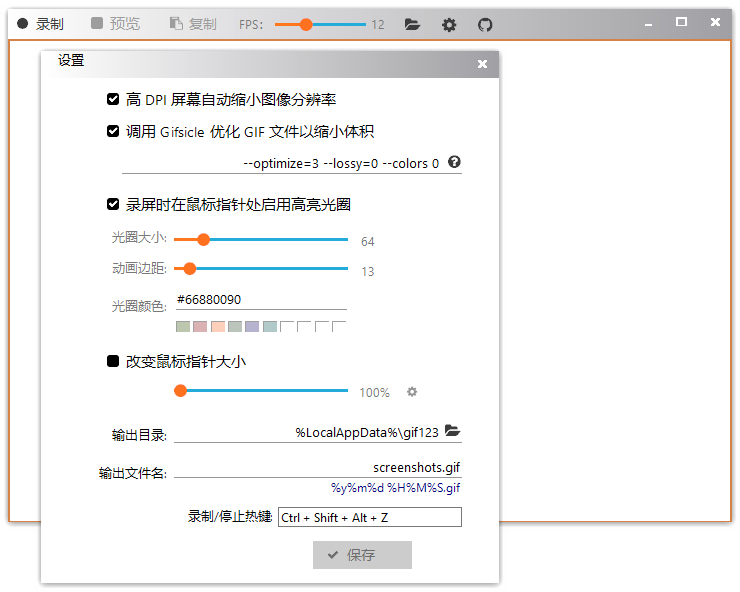 录制 预览 复制 FPS: 12
设置
高 DPI 屏幕自动缩小图像分辨率
调用 Gifsicle 优化 GIF 文件以缩小体积
--optimize=3 --lossy=0 --colors 0
录屏时在鼠标指针处启用高亮光圈
光圈大小: 64
动画边距: 13
光圈颜色: #66880090
改变鼠标指针大小
100%
输出目录: %LocalAppData%\gif123
输出文件名: screenshots.gif
%y%m%d %H%M%S.gif
录制/停止热键: Ctrl + Shift + Alt + Z
保存